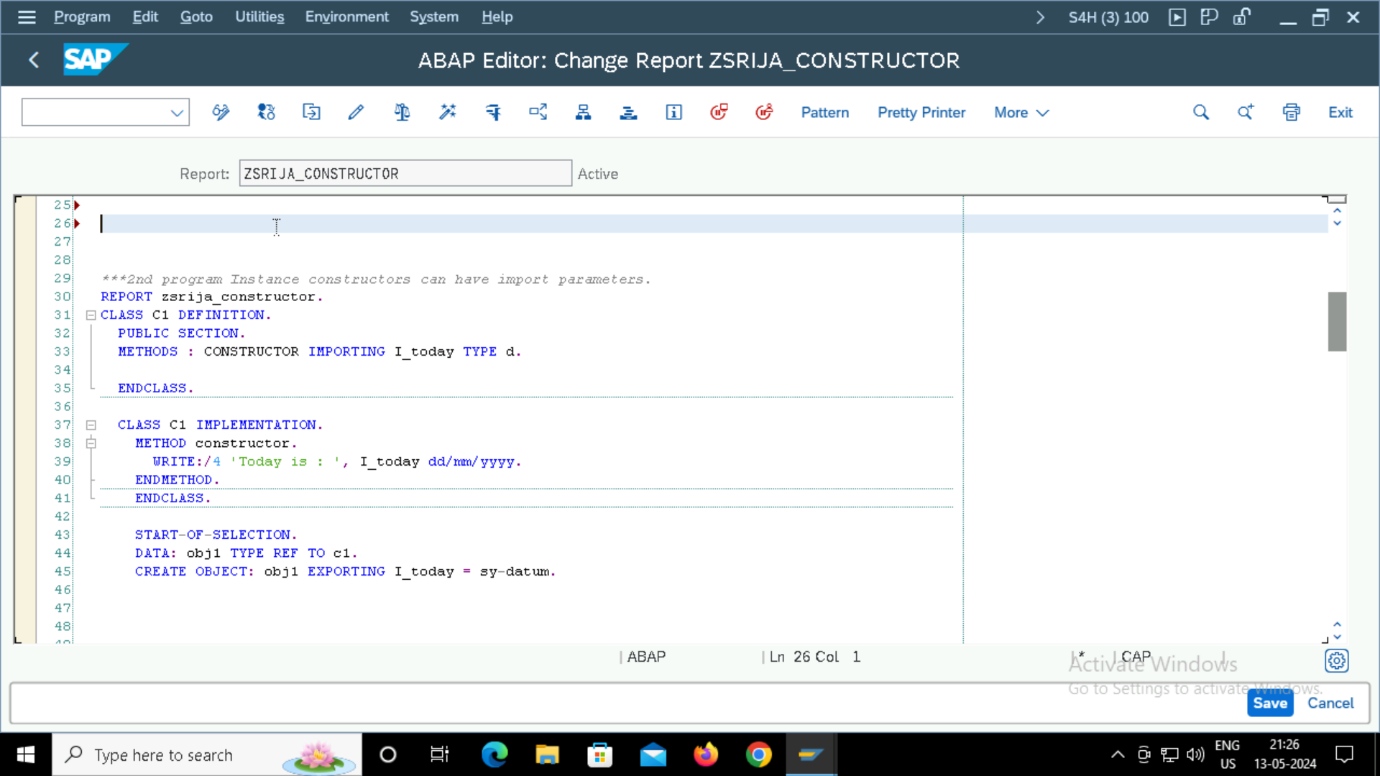 Program Edit Goto Utilities Environment System Help S4H (3) 100
SAP ABAP Editor: Change Report ZSRIJA_CONSTRUCTOR
Pattern Pretty Printer More Exit
Report: ZSRIJA_CONSTRUCTOR Active
25
26
27
28
29 ***2nd program Instance constructors can have import parameters.
30 REPORT zsrija_constructor.
31 CLASS C1 DEFINITION.
32 PUBLIC SECTION.
33 METHODS : CONSTRUCTOR IMPORTING I_today TYPE d.
34
35 ENDCLASS.
36
37 CLASS C1 IMPLEMENTATION.
38 METHOD constructor.
39 WRITE:/4 'Today is : ', I_today dd/mm/yyyy.
40 ENDMETHOD.
41 ENDCLASS.
42
43 START-OF-SELECTION.
44 DATA: obj1 TYPE REF TO c1.
45 CREATE OBJECT: obj1 EXPORTING I_today = sy-datum.
46
47
48
ABAP Ln 26 Col 1 * CAP
Activate Windows
Go to Settings to activate Windows.
Save Cancel
Type here to search
ENG 21:26
US 13-05-2024